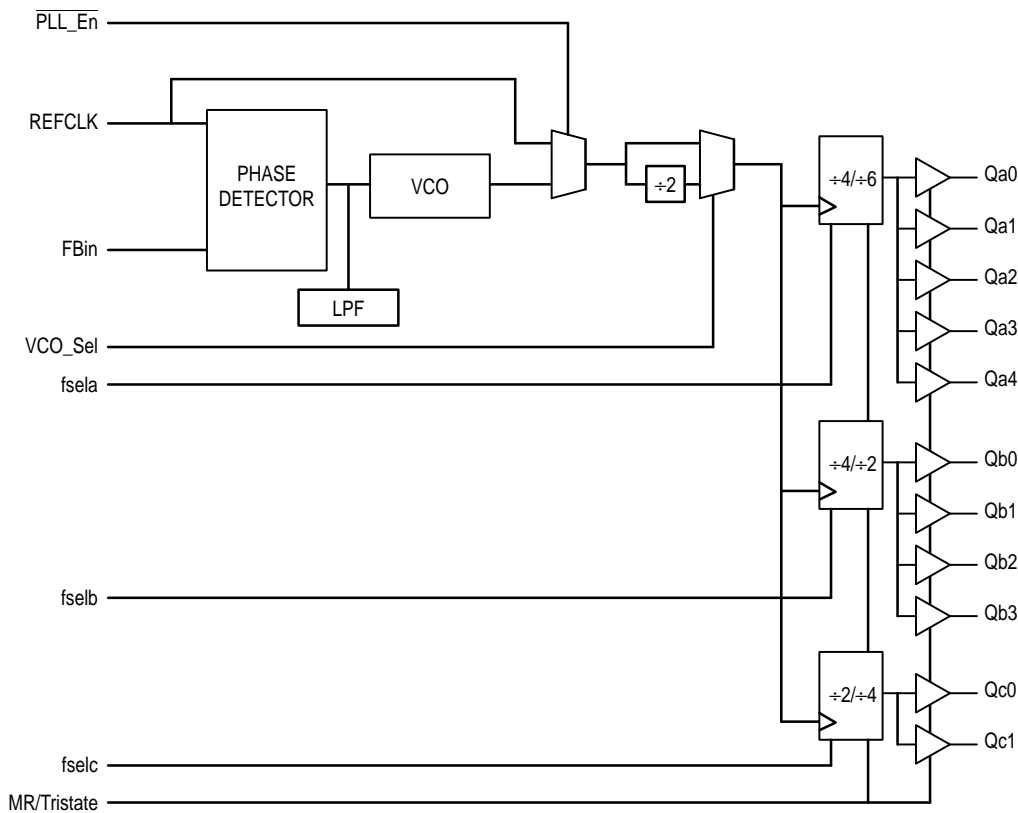 PLL_En
REFCLK
PHASE
DETECTOR
VCO
÷2
÷4/÷6
Qa0
Qa1
FBin
Qa2
LPF
Qa3
VCO_Sel
fsela
Qa4
÷4/÷2
Qb0
Qb1
Qb2
fselb
Qb3
÷2/÷4
Qc0
Qc1
fselc
MR/Tristate